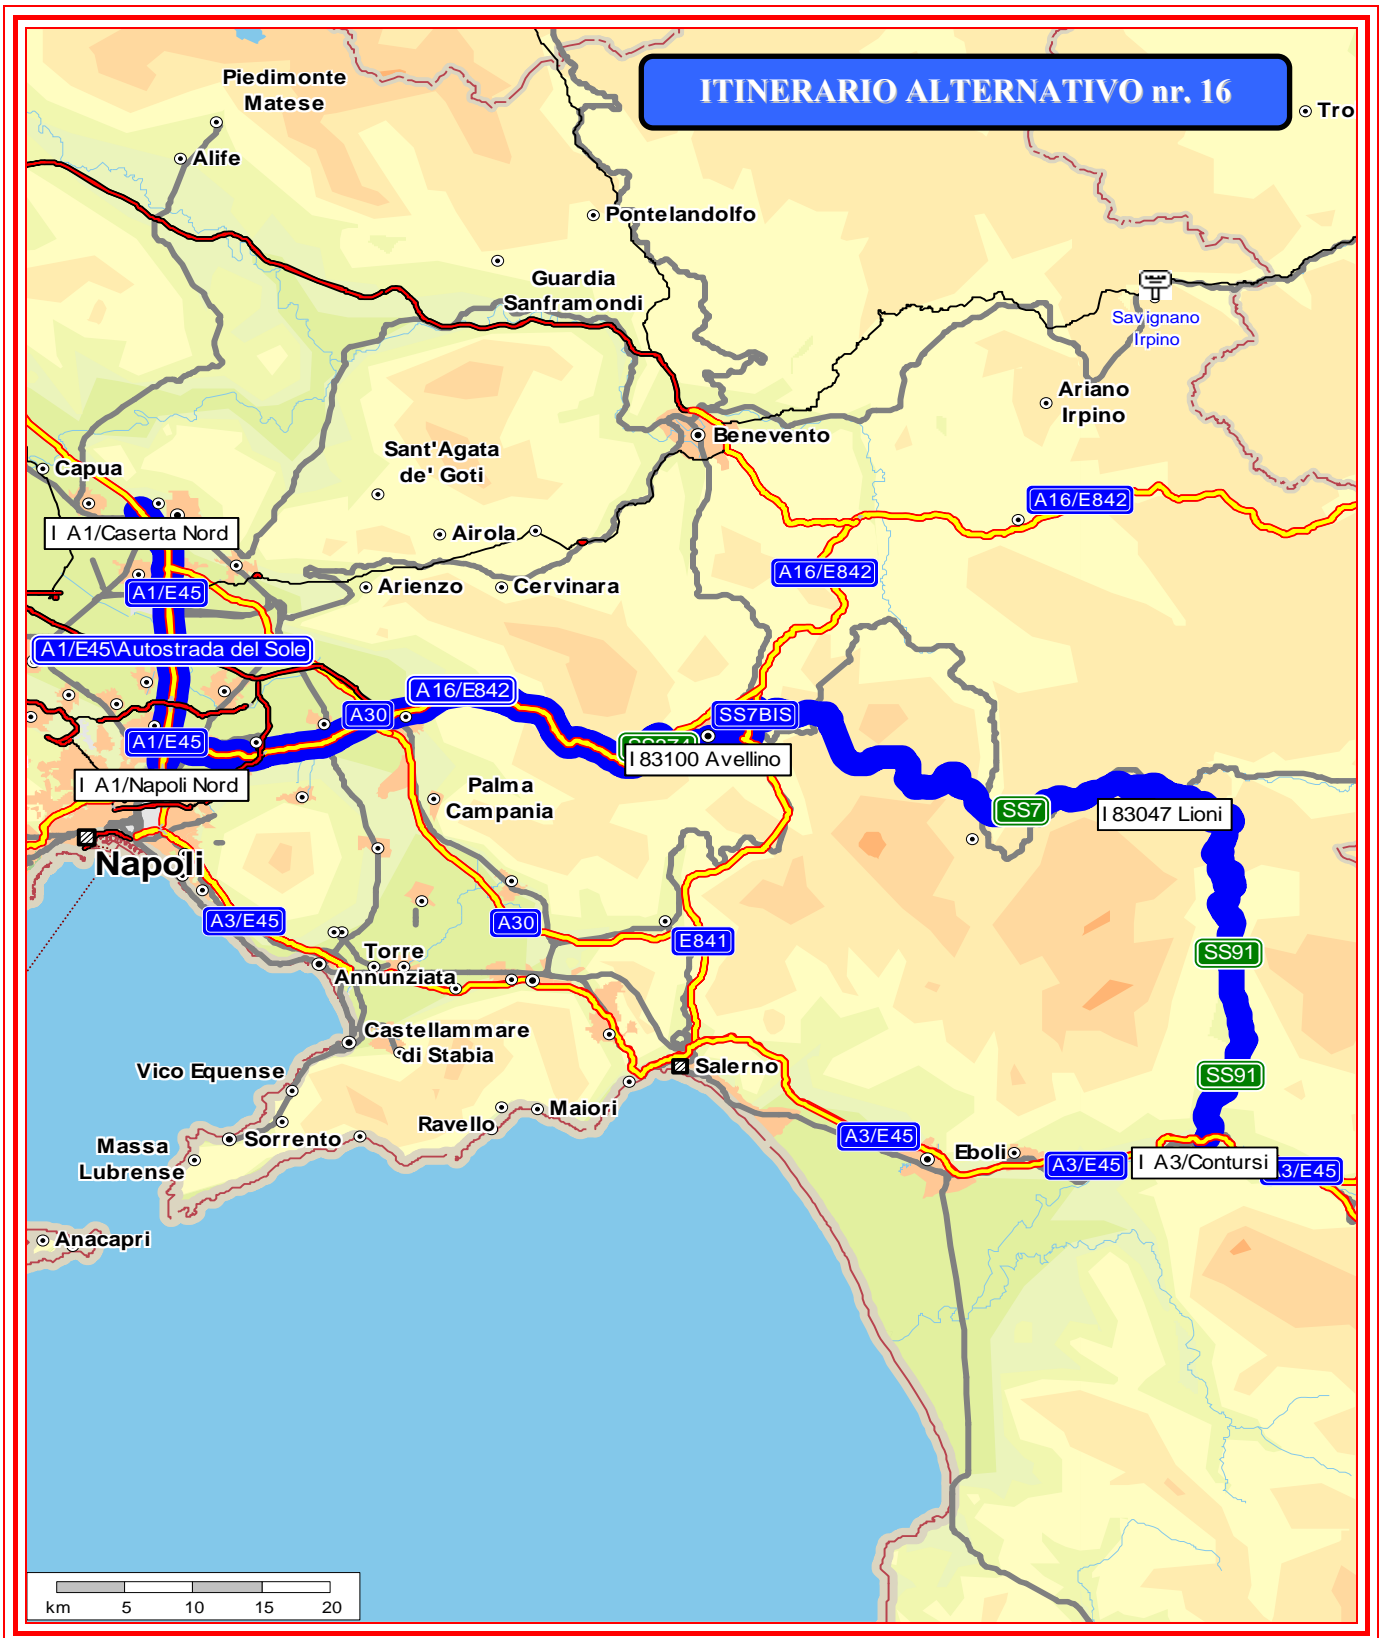 ITINERARIO ALTERNATIVO nr. 16
Piedimonte
Matese
Tro
Alife
Pontelandolfo
Guardia
Sanframondi
Savignano
Irpino
Ariano
Irpino
Benevento
Sant'Agata
de' Goti
Capua
A16/E842
I A1/Caserta Nord
Airola
A16/E842
A1/E45
Arienzo
Cervinara
A1/E45\Autostrada del Sole
A16/E842
A30
SS7BIS
A1/E45
I 83100 Avellino
I A1/Napoli Nord
Palma
Campania
SS7
I 83047 Lioni
Napoli
A3/E45
A30
E841
SS91
Torre
Annunziata
Castellammare
di Stabia
Vico Equense
Salerno
SS91
Maiori
Ravello
Sorrento
Massa
Lubrense
A3/E45
Eboli
A3/E45
I A3/Contursi
3/E45
Anacapri
km 5 10 15 20